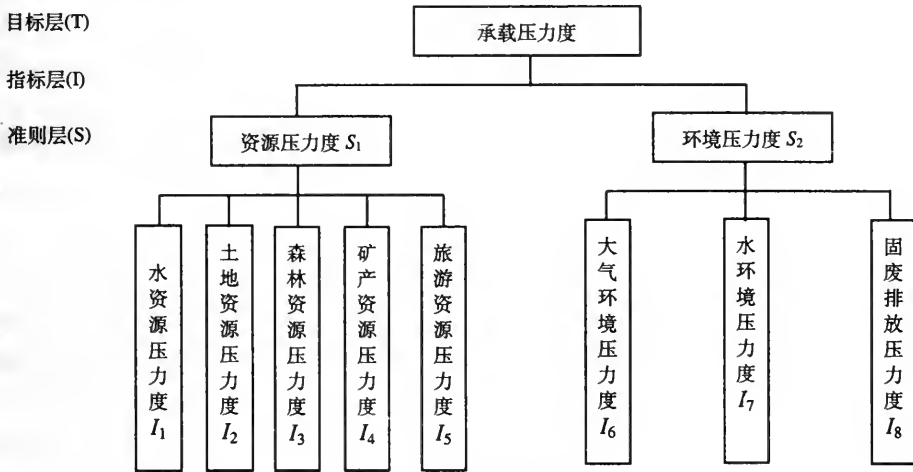 目标层(T)
承载压力度
指标层(I)
准则层(S)
资源压力度 S1
环境压力度 S2
水资源压力度 I1
土地资源压力度 I2
森林资源压力度 I3
矿产资源压力度 I4
旅游资源压力度 I5
大气环境压力度 I6
水环境压力度 I7
固废排放压力度 I8